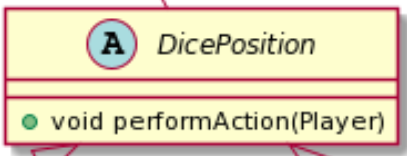 A DicePosition
void performAction(Player)